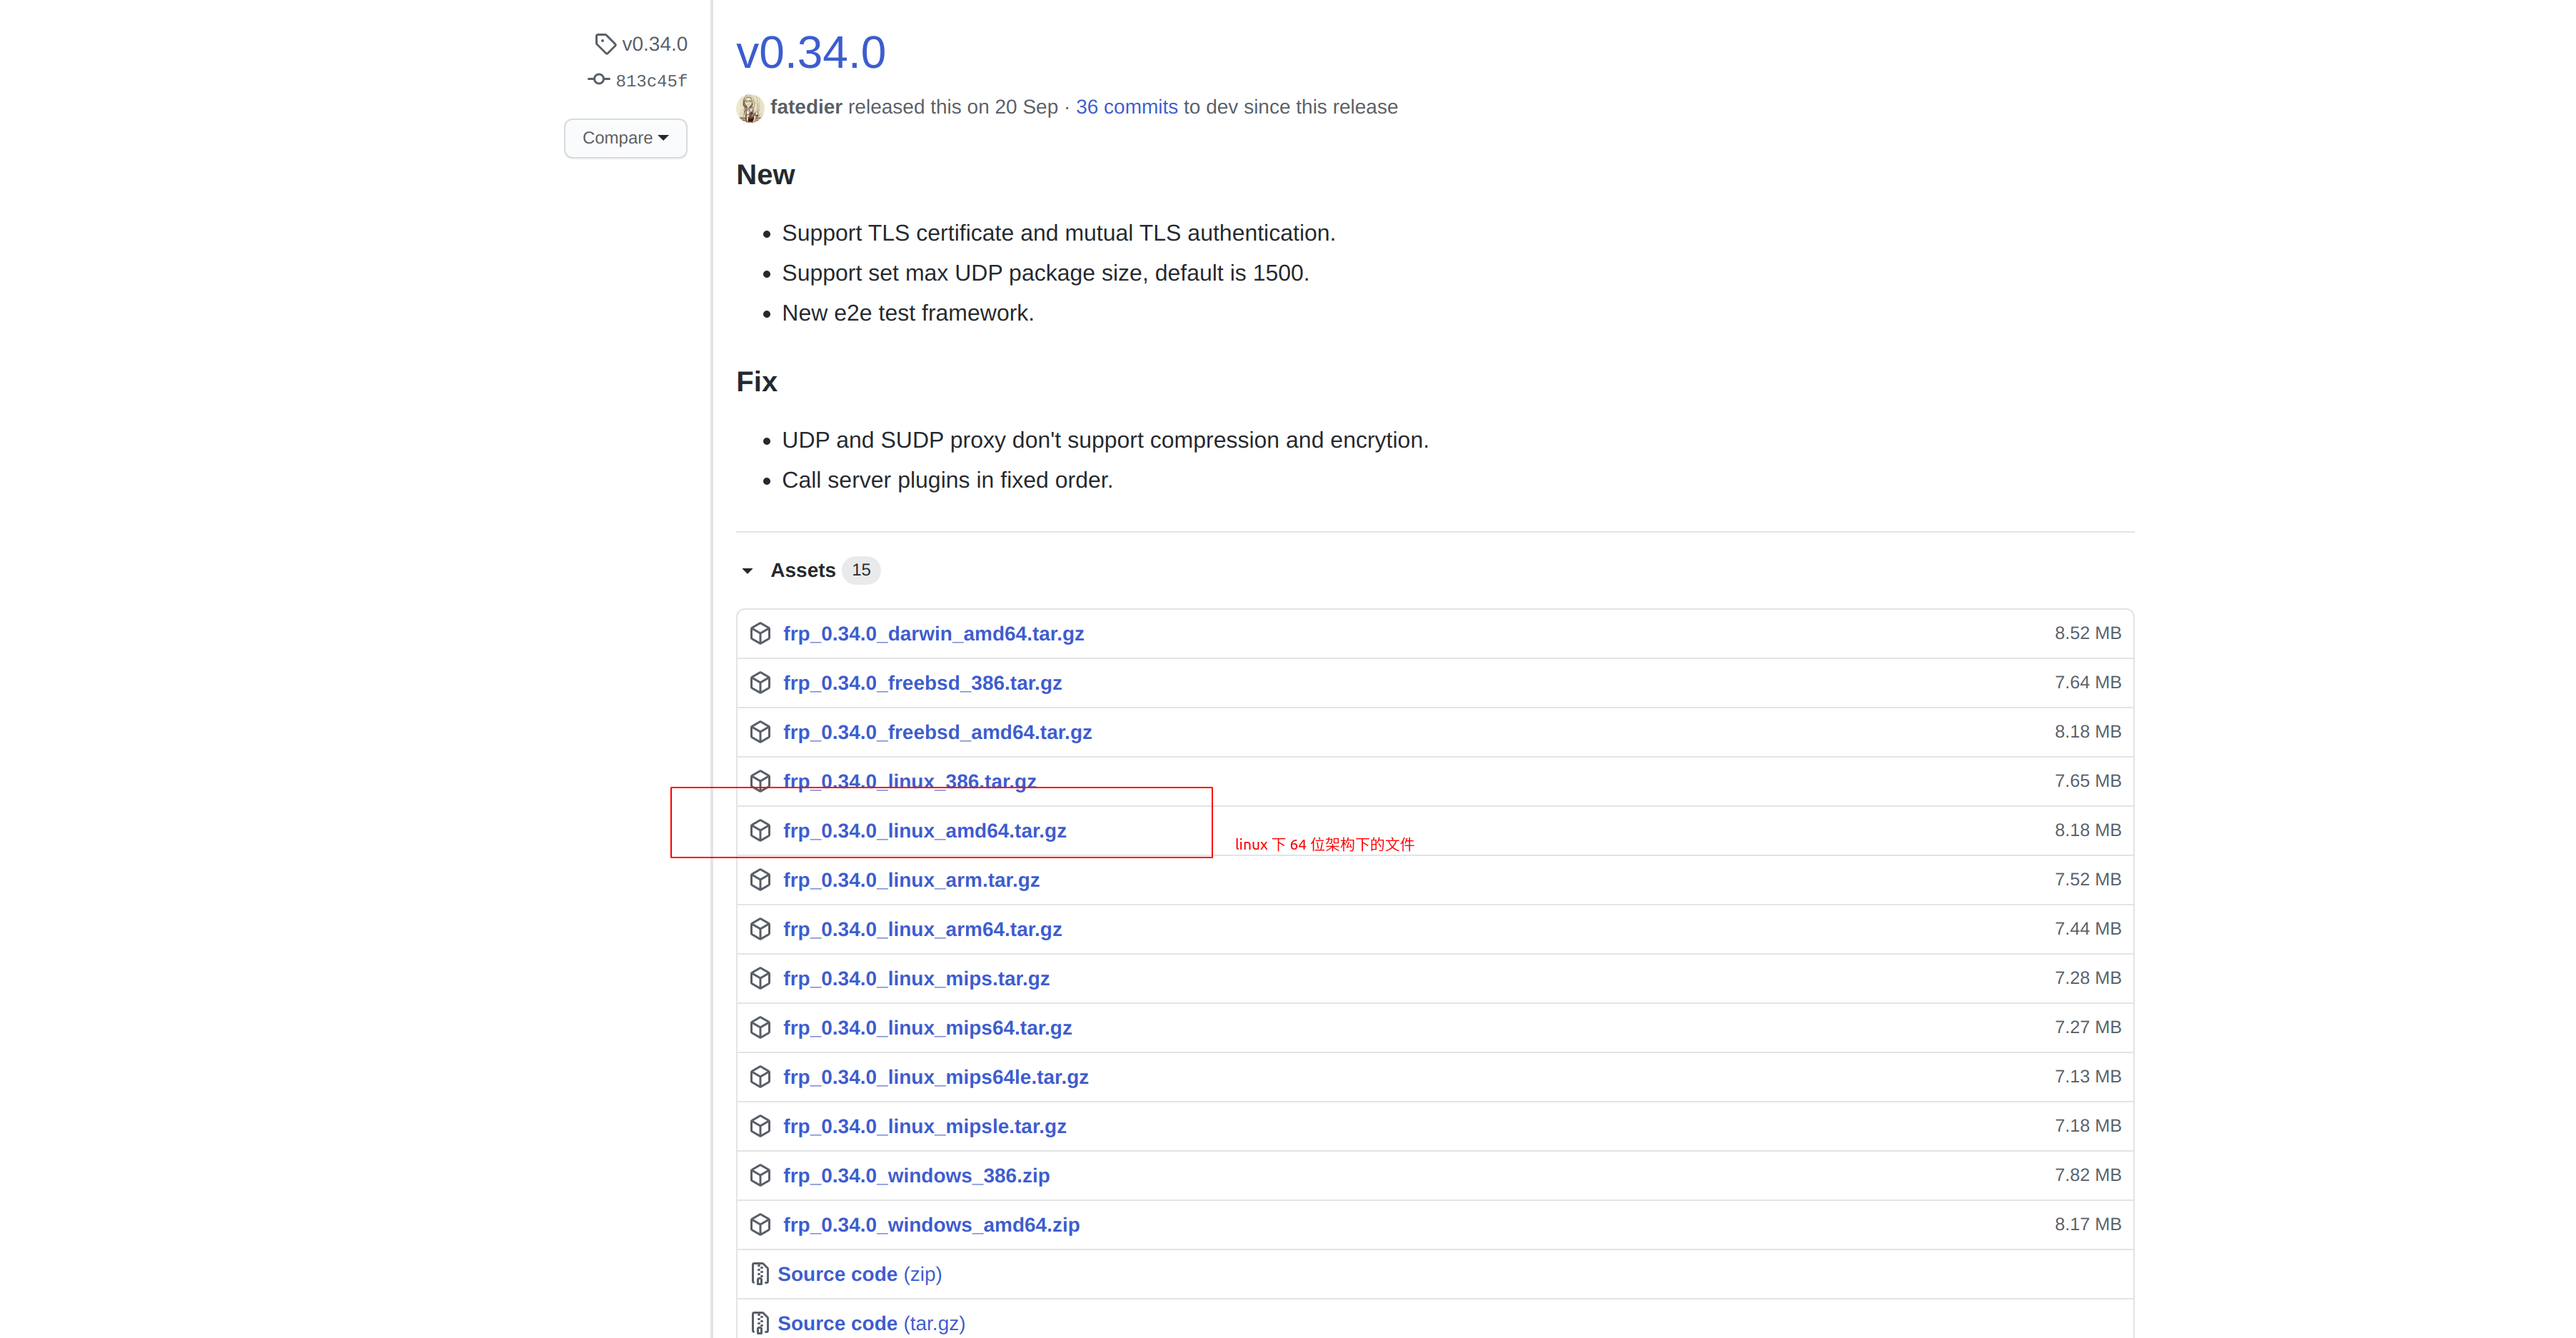 v0.34.0
813c45f
Compare
v0.34.0
fatedier released this on 20 Sep · 36 commits to dev since this release
New
Support TLS certificate and mutual TLS authentication.
Support set max UDP package size, default is 1500.
New e2e test framework.
Fix
UDP and SUDP proxy don't support compression and encrytion.
Call server plugins in fixed order.
Assets 15
frp_0.34.0_darwin_amd64.tar.gz 8.52 MB
frp_0.34.0_freebsd_386.tar.gz 7.64 MB
frp_0.34.0_freebsd_amd64.tar.gz 8.18 MB
frp_0.34.0_linux_386.tar.gz 7.65 MB
frp_0.34.0_linux_amd64.tar.gz 8.18 MB
linux 下 64 位架构下的文件
frp_0.34.0_linux_arm.tar.gz 7.52 MB
frp_0.34.0_linux_arm64.tar.gz 7.44 MB
frp_0.34.0_linux_mips.tar.gz 7.28 MB
frp_0.34.0_linux_mips64.tar.gz 7.27 MB
frp_0.34.0_linux_mips64le.tar.gz 7.13 MB
frp_0.34.0_linux_mipsle.tar.gz 7.18 MB
frp_0.34.0_windows_386.zip 7.82 MB
frp_0.34.0_windows_amd64.zip 8.17 MB
Source code (zip)
Source code (tar.gz)